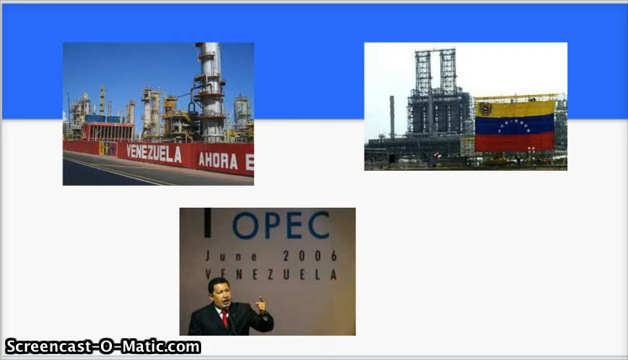 VENEZUELA AHORA E
OPEC
June 2006
VENEZUELA
Screencast-O-Matic.com